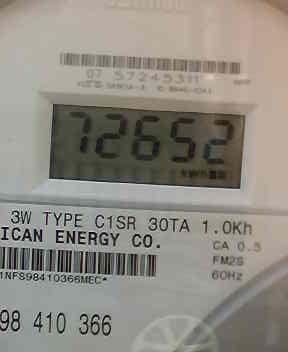 07 57245311
72652
kWh
3W TYPE C1SR 30TA 1.0Kh
ICAN ENERGY CO.
CA 0.5
FM2S
60Hz
1NFS98410366MEC*
98 410 366